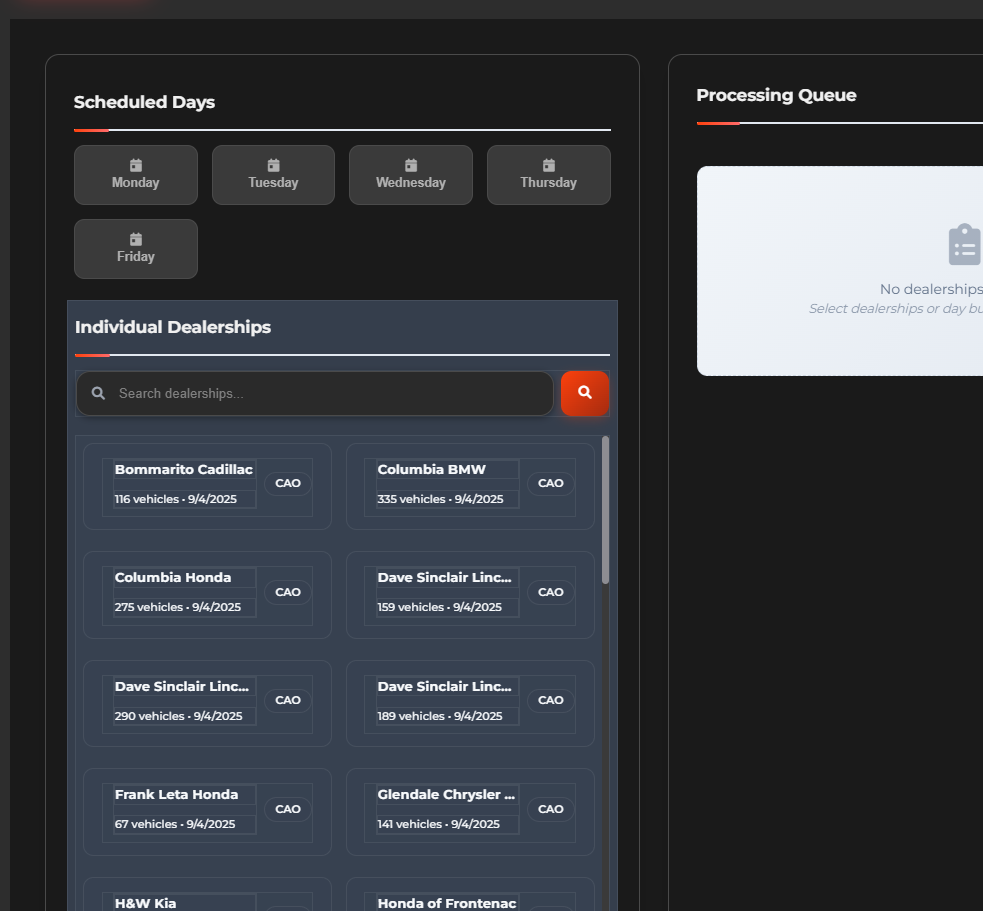 Scheduled Days
Monday
Tuesday
Wednesday
Thursday
Friday
Individual Dealerships
Search dealerships...
Bommarito Cadillac
116 vehicles • 9/4/2025
CAO
Columbia BMW
335 vehicles • 9/4/2025
CAO
Columbia Honda
275 vehicles • 9/4/2025
CAO
Dave Sinclair Linc...
159 vehicles • 9/4/2025
CAO
Dave Sinclair Linc...
290 vehicles • 9/4/2025
CAO
Dave Sinclair Linc...
189 vehicles • 9/4/2025
CAO
Frank Leta Honda
67 vehicles • 9/4/2025
CAO
Glendale Chrysler ...
141 vehicles • 9/4/2025
CAO
H&W Kia
Honda of Frontenac
Processing Queue
No dealerships
Select dealerships or day bu